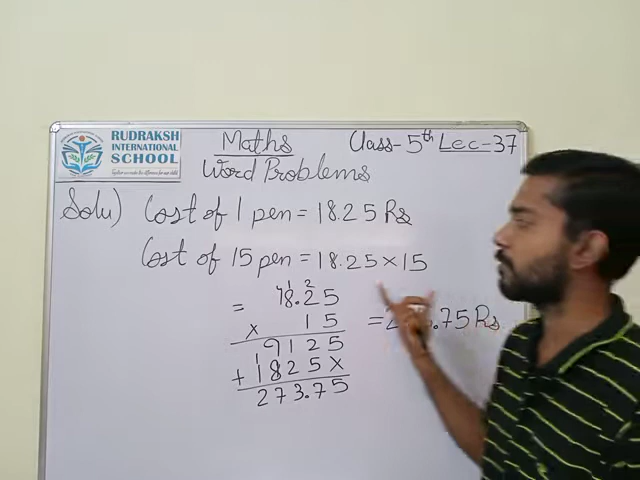 RUDRAKSH
INTERNATIONAL
SCHOOL
Maths
Class-5th Lec-37
Word Problems
Solu) Cost of 1 pen = 18.25 Rs
Cost of 15 pen = 18.25×15
= 18.25
× 15
9125
+ 1825×
273.75
= .75 Rs